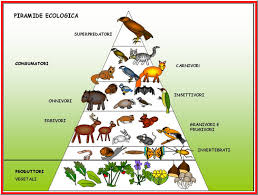 PIRAMIDE ECOLOGICA
SUPERPREDATORI
CONSUMATORI
CARNIVORI
ONNIVORI
INSETTIVORI
ERBIVORI
GRANIVORI E
FRUGIVORI
INVERTEBRATI
PRODUTTORI
VEGETALI